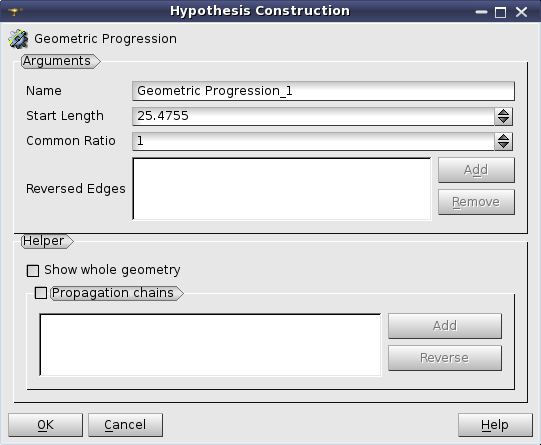 Hypothesis Construction
Geometric Progression
Arguments
Name Geometric Progression_1
Start Length 25.4755
Common Ratio 1
Reversed Edges
Add
Remove
Helper
Show whole geometry
Propagation chains
Add
Reverse
OK Cancel Help